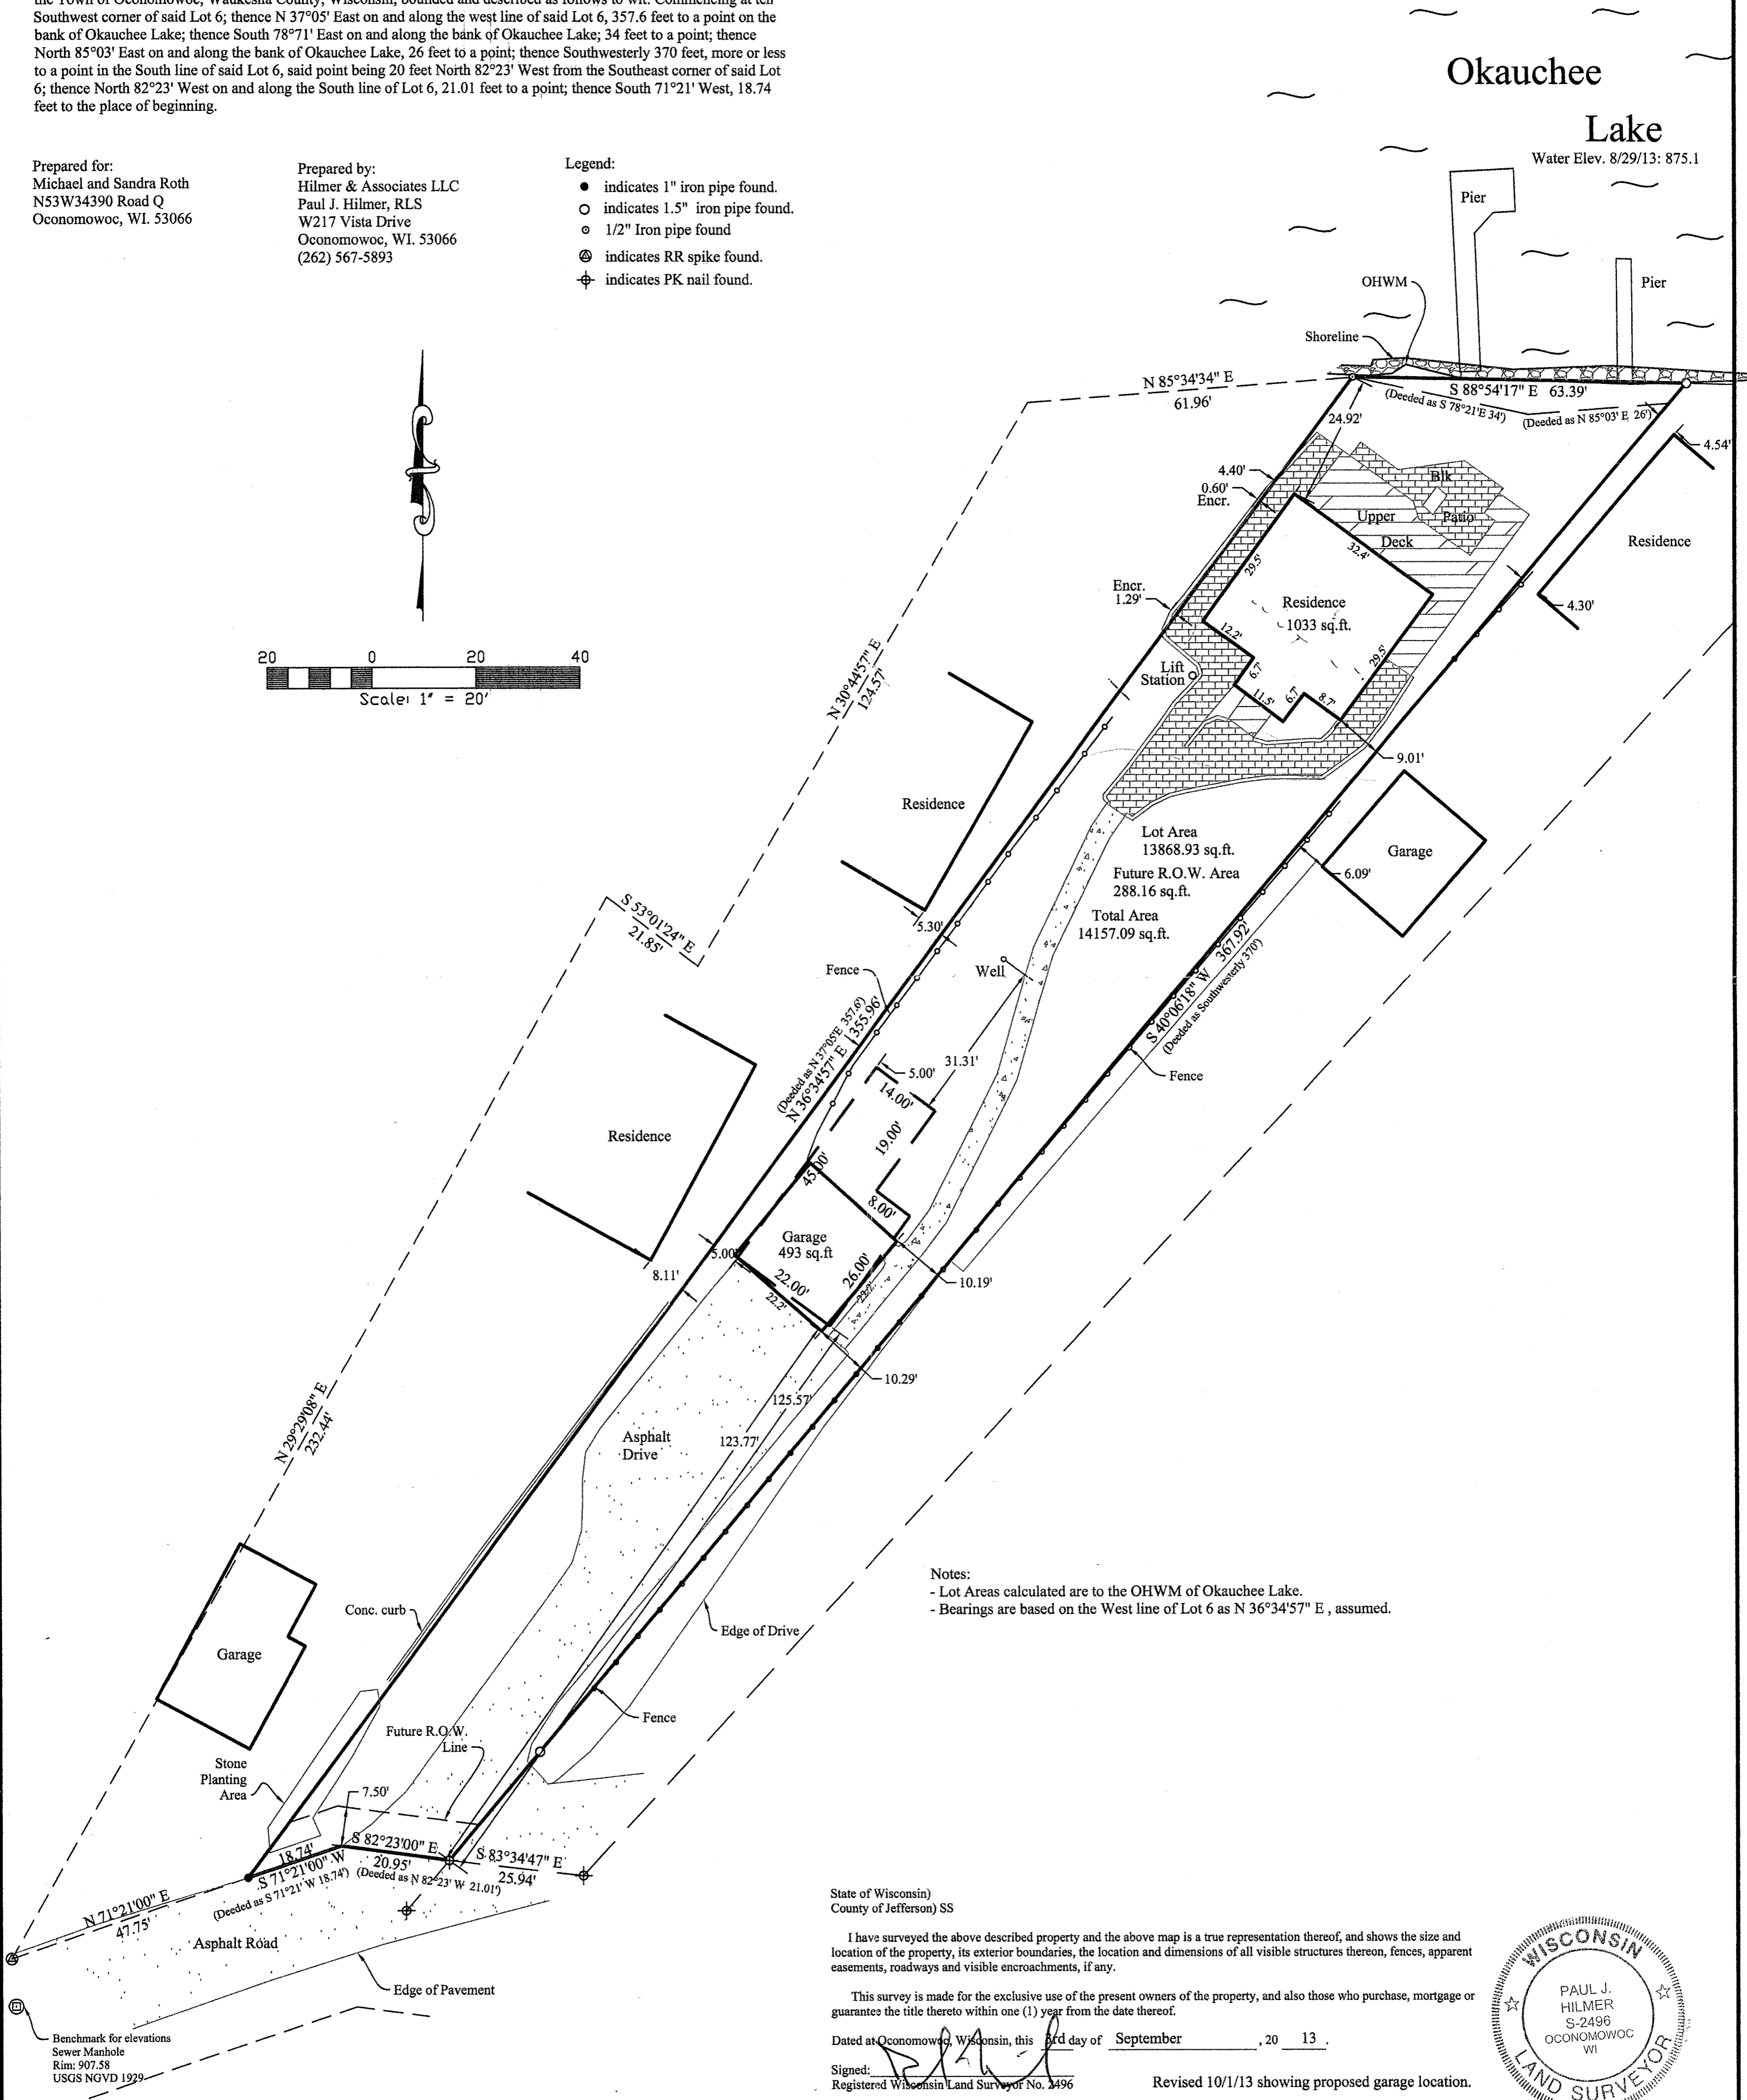 Southwest corner of said Lot 6; thence N 37°05' East on and along the west line of said Lot 6, 357.6 feet to a point on the
bank of Okauchee Lake; thence South 78°71' East on and along the bank of Okauchee Lake; 34 feet to a point; thence
North 85°03' East on and along the bank of Okauchee Lake, 26 feet to a point; thence Southwesterly 370 feet, more or less
to a point in the South line of said Lot 6, said point being 20 feet North 82°23' West from the Southeast corner of said Lot
6; thence North 82°23' West on and along the South line of Lot 6, 21.01 feet to a point; thence South 71°21' West, 18.74
feet to the place of beginning.
Prepared for:
Michael and Sandra Roth
N53W34390 Road Q
Oconomowoc, WI. 53066
Prepared by:
Hilmer & Associates LLC
Paul J. Hilmer, RLS
W217 Vista Drive
Oconomowoc, WI. 53066
(262) 567-5893
Legend:
indicates 1" iron pipe found.
indicates 1.5" iron pipe found.
1/2" Iron pipe found
indicates RR spike found.
indicates PK nail found.
Okauchee
Lake
Water Elev. 8/29/13: 875.1
Pier
Pier
OHWM
Shoreline
N 85°34'34" E
61.96'
S 88°54'17" E 63.39'
(Deeded as S 78°21'E 34')
(Deeded as N 85°03' E 26')
24.92'
4.54'
4.40'
0.60'
Encr.
Blk
Patio
Upper
Deck
32.4'
29.5'
Residence
4.30'
Encr.
1.29'
Residence
1033 sq.ft.
12.2'
6.7'
11.5'
6.7'
8.7'
29.5'
Lift
Station
9.01'
20 0 20 40
Scale: 1" = 20'
N 30°44'57" E
124.57'
Residence
Lot Area
13868.93 sq.ft.
Future R.O.W. Area
288.16 sq.ft.
Total Area
14157.09 sq.ft.
Garage
6.09'
S 53°01'24" E
21.85'
5.30'
Fence
Well
S 40°06'18" W 367.92'
(Deeded as Southwesterly 370')
(Deeded as N 37°05'E 357.6')
N 36°34'57" E 355.96'
Fence
31.31'
5.00'
14.00'
19.00'
Residence
45.00'
8.00'
Garage
493 sq.ft
5.00'
22.00'
22.2'
26.00'
8.11'
10.19'
10.29'
125.57'
123.77'
Asphalt
Drive
N 29°29'08" E
232.44'
Notes:
- Lot Areas calculated are to the OHWM of Okauchee Lake.
- Bearings are based on the West line of Lot 6 as N 36°34'57" E , assumed.
Conc. curb
Edge of Drive
Garage
Fence
Future R.O.W.
Line
Stone
Planting
Area
7.50'
18.74'
S 71°21'00" W
(Deeded as S 71°21' W 18.74')
S 82°23'00" E
20.95'
(Deeded as N 82°23' W 21.01')
S 83°34'47" E
25.94'
N 71°21'00" E
47.75'
Asphalt Road
Edge of Pavement
Benchmark for elevations
Sewer Manhole
Rim: 907.58
USGS NGVD 1929
State of Wisconsin)
County of Jefferson) SS
I have surveyed the above described property and the above map is a true representation thereof, and shows the size and
location of the property, its exterior boundaries, the location and dimensions of all visible structures thereon, fences, apparent
easements, roadways and visible encroachments, if any.
This survey is made for the exclusive use of the present owners of the property, and also those who purchase, mortgage or
guarantee the title thereto within one (1) year from the date thereof.
Dated at Oconomowoc, Wisconsin, this 3rd day of September , 20 13 .
Signed:
Registered Wisconsin Land Surveyor No. 2496
Revised 10/1/13 showing proposed garage location.
WISCONSIN
PAUL J.
HILMER
S-2496
OCONOMOWOC
WI
LAND SURVEYOR